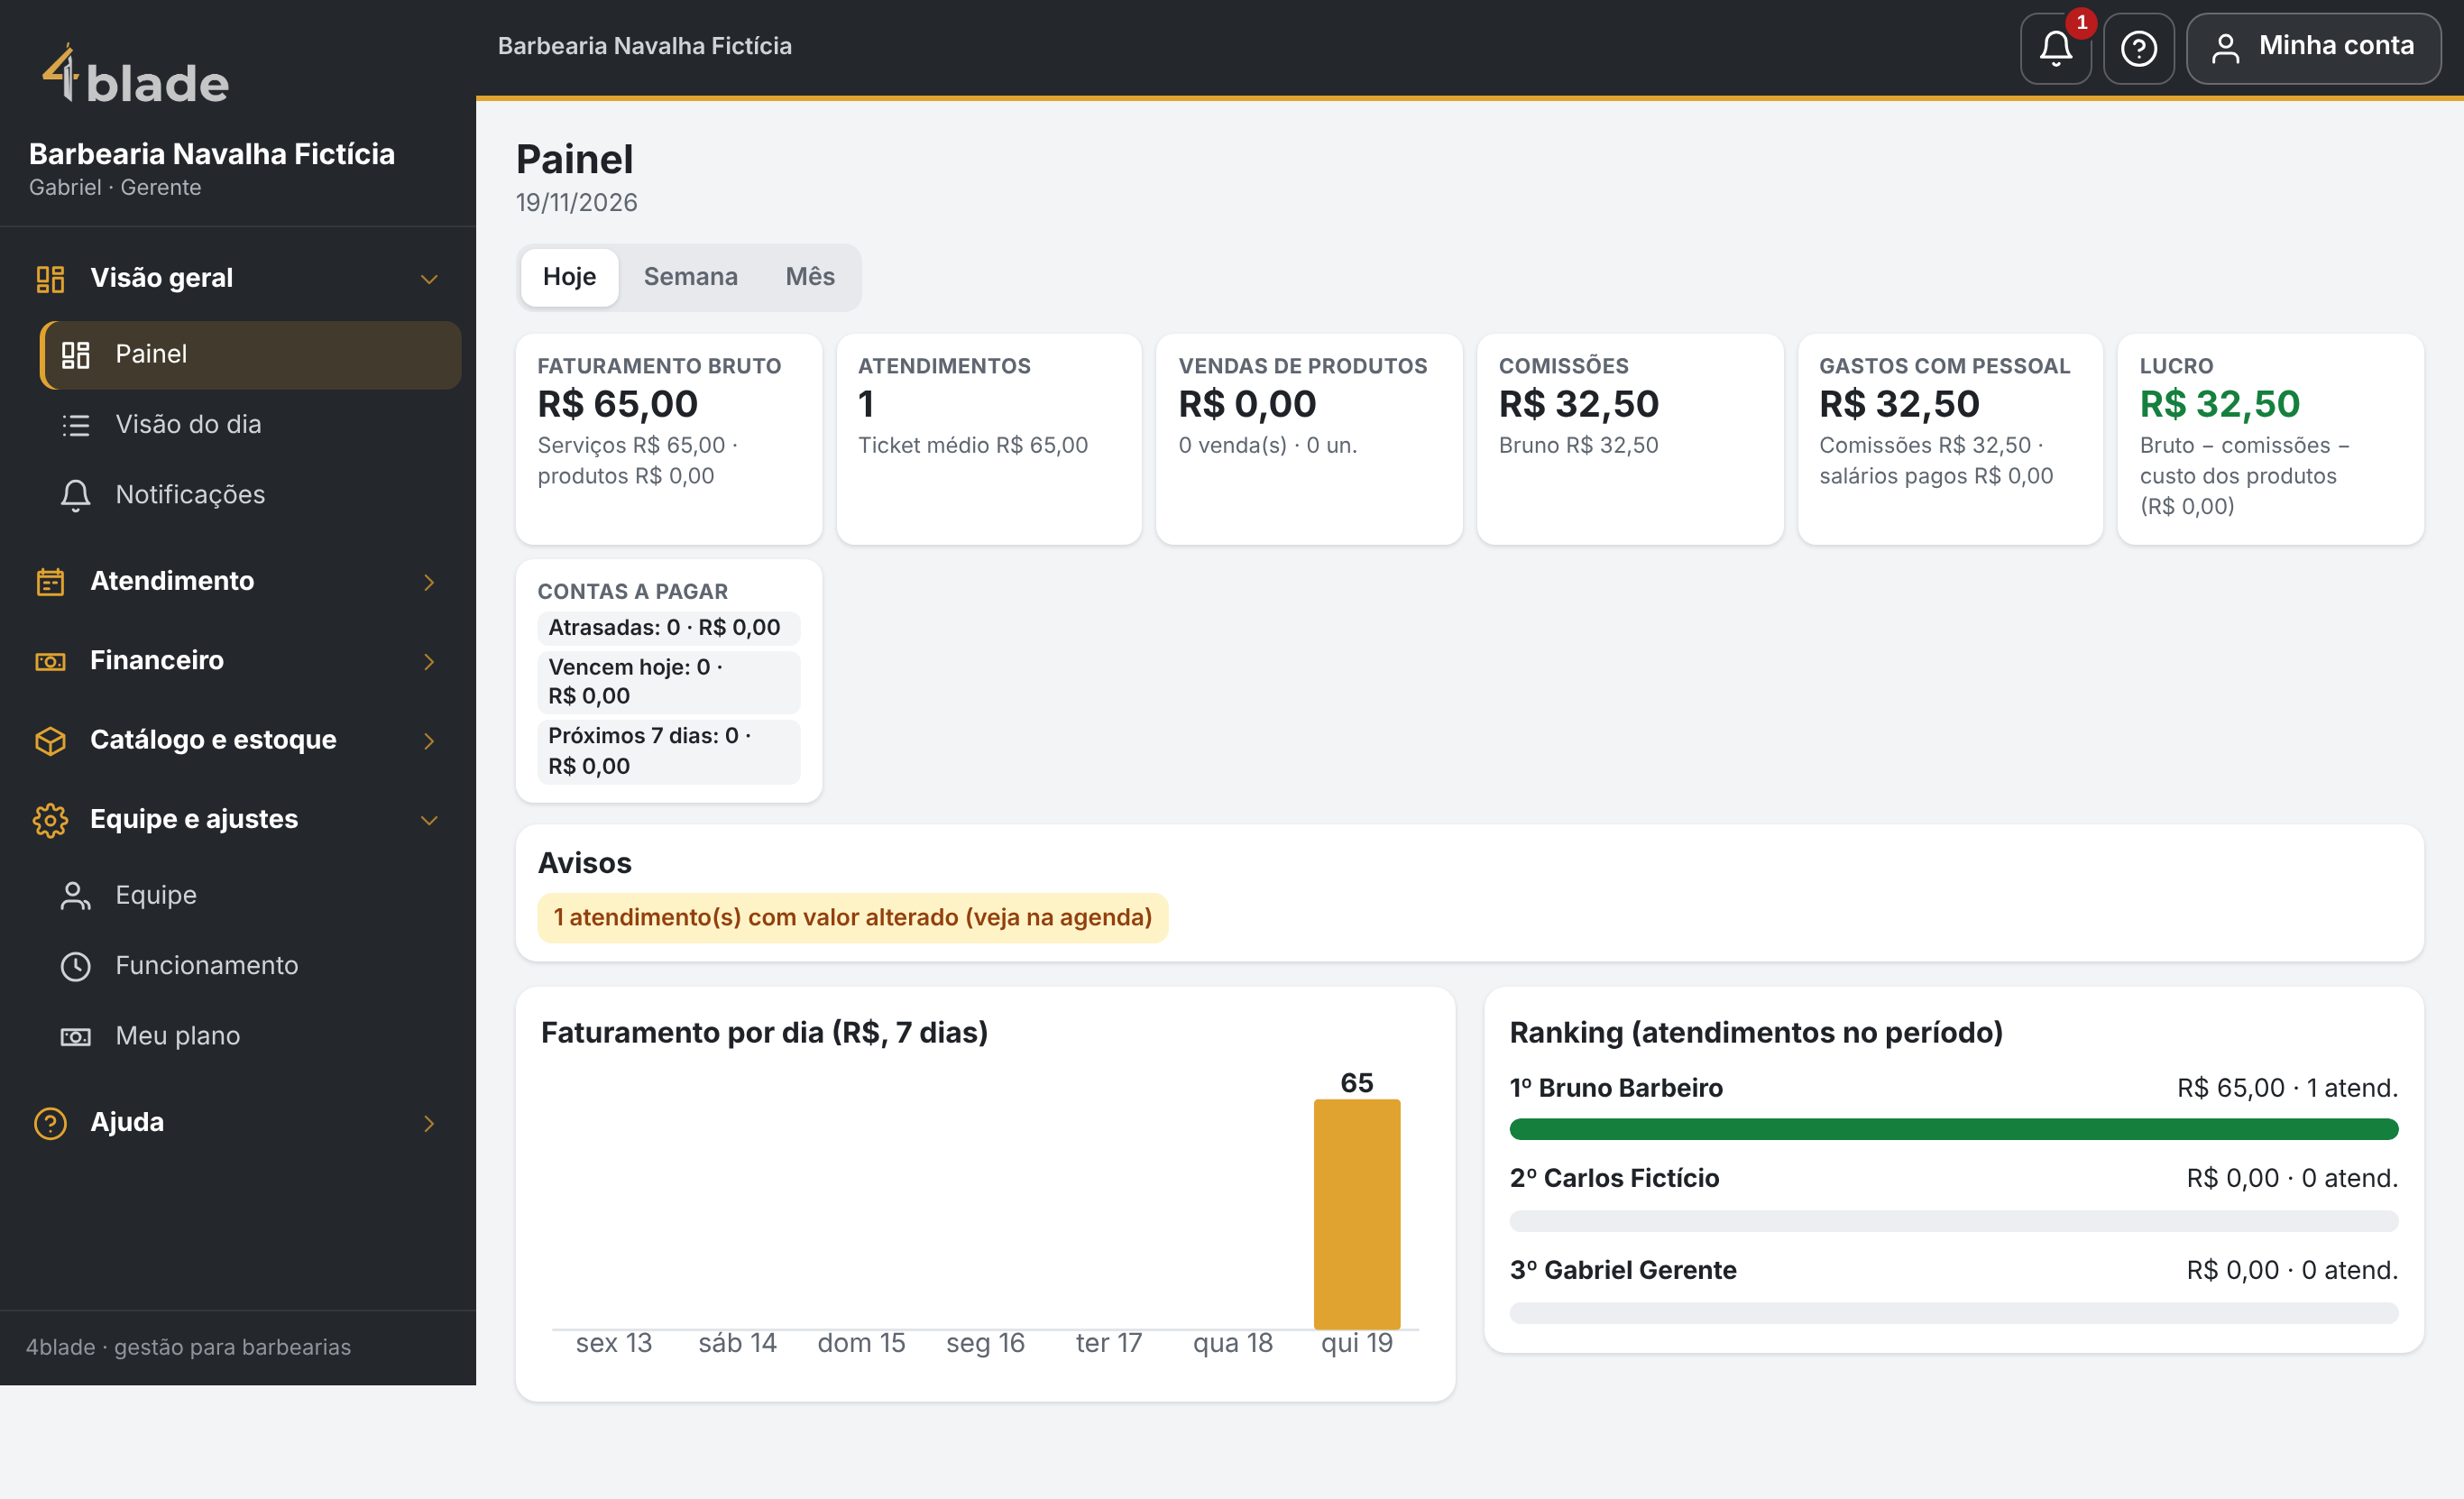 4blade
Barbearia Navalha Fictícia
Gabriel · Gerente
Visão geral
Painel
Visão do dia
Notificações
Atendimento
Financeiro
Catálogo e estoque
Equipe e ajustes
Equipe
Funcionamento
Meu plano
Ajuda
4blade · gestão para barbearias
Barbearia Navalha Fictícia
1
Minha conta
Painel
19/11/2026
Hoje
Semana
Mês
FATURAMENTO BRUTO
R$ 65,00
Serviços R$ 65,00 ·
produtos R$ 0,00
ATENDIMENTOS
1
Ticket médio R$ 65,00
VENDAS DE PRODUTOS
R$ 0,00
0 venda(s) · 0 un.
COMISSÕES
R$ 32,50
Bruno R$ 32,50
GASTOS COM PESSOAL
R$ 32,50
Comissões R$ 32,50 ·
salários pagos R$ 0,00
LUCRO
R$ 32,50
Bruto − comissões −
custo dos produtos
(R$ 0,00)
CONTAS A PAGAR
Atrasadas: 0 · R$ 0,00
Vencem hoje: 0 ·
R$ 0,00
Próximos 7 dias: 0 ·
R$ 0,00
Avisos
1 atendimento(s) com valor alterado (veja na agenda)
Faturamento por dia (R$, 7 dias)
65
sex 13
sáb 14
dom 15
seg 16
ter 17
qua 18
qui 19
Ranking (atendimentos no período)
1º Bruno Barbeiro
R$ 65,00 · 1 atend.
2º Carlos Fictício
R$ 0,00 · 0 atend.
3º Gabriel Gerente
R$ 0,00 · 0 atend.